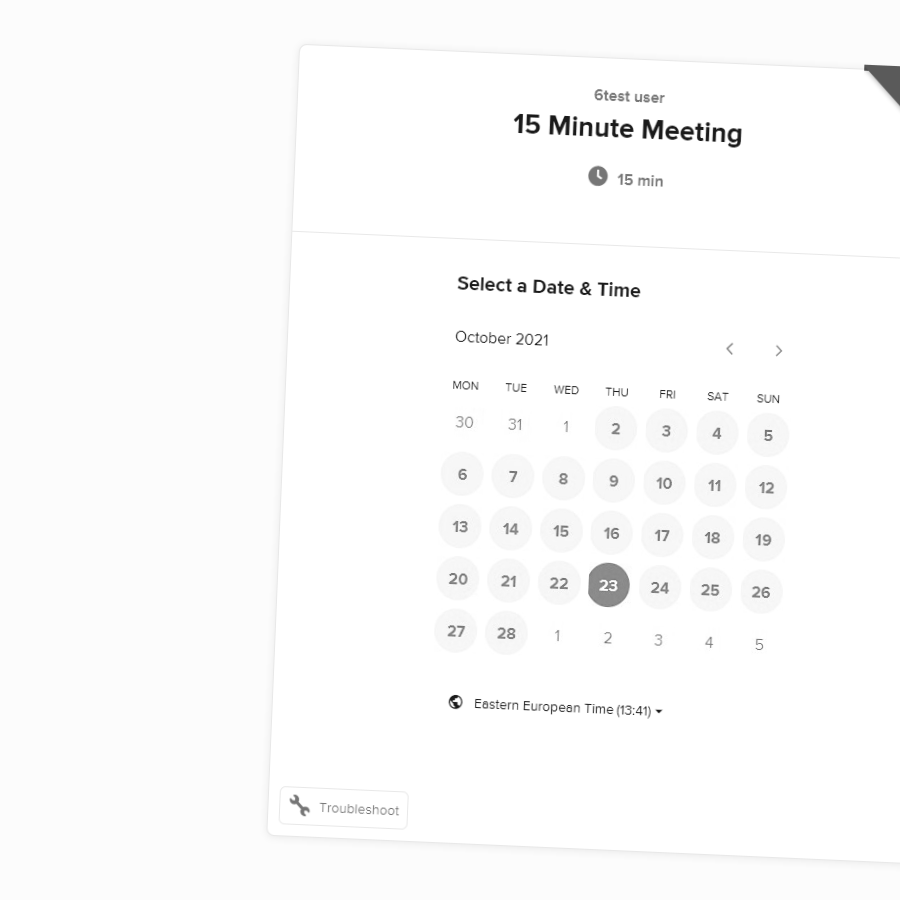 6test user
15 Minute Meeting
15 min
Select a Date & Time
October 2021
MON TUE WED THU FRI SAT SUN
30 31 1 2 3 4 5
6 7 8 9 10 11 12
13 14 15 16 17 18 19
20 21 22 23 24 25 26
27 28 1 2 3 4 5
Eastern European Time (13:41)
Troubleshoot